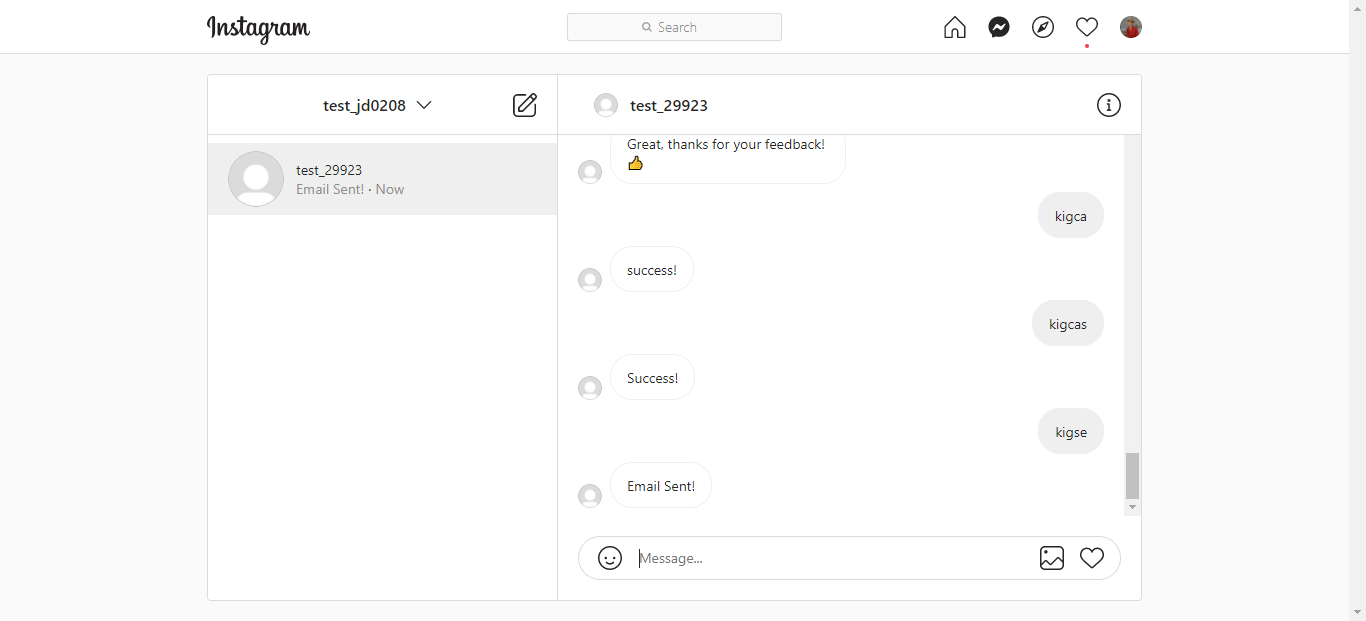 Instagram
Search
test_jd0208
test_29923
test_29923
Email Sent! · Now
Great, thanks for your feedback!
👍
kigca
success!
kigcas
Success!
kigse
Email Sent!
Message...